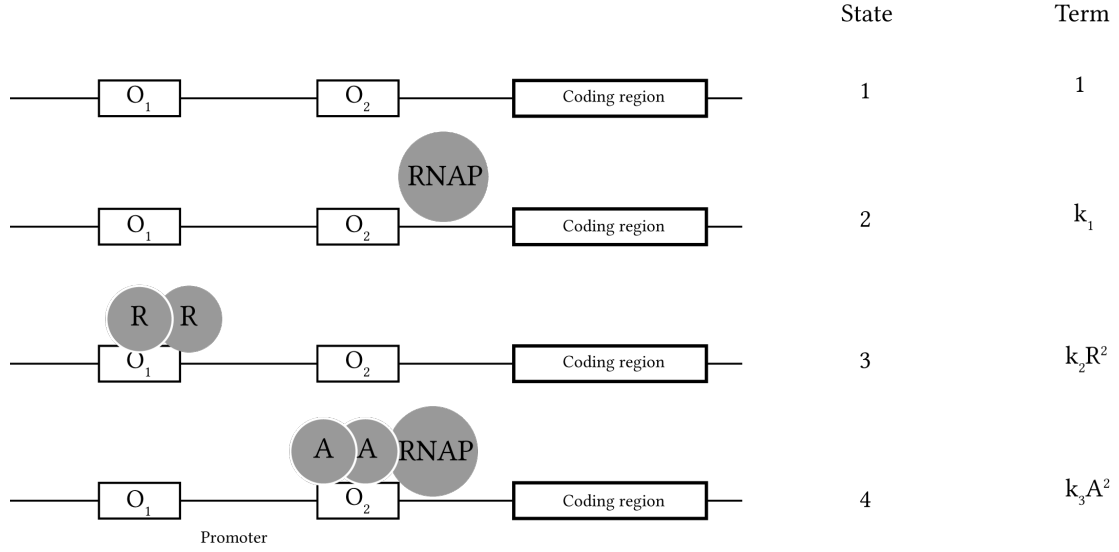 State Term
O₁ O₂ Coding region 1 1
RNAP
O₁ O₂ Coding region 2 k₁
R R
O₁ O₂ Coding region 3 k₂R²
A A RNAP
O₁ O₂ Coding region 4 k₃A²
Promoter